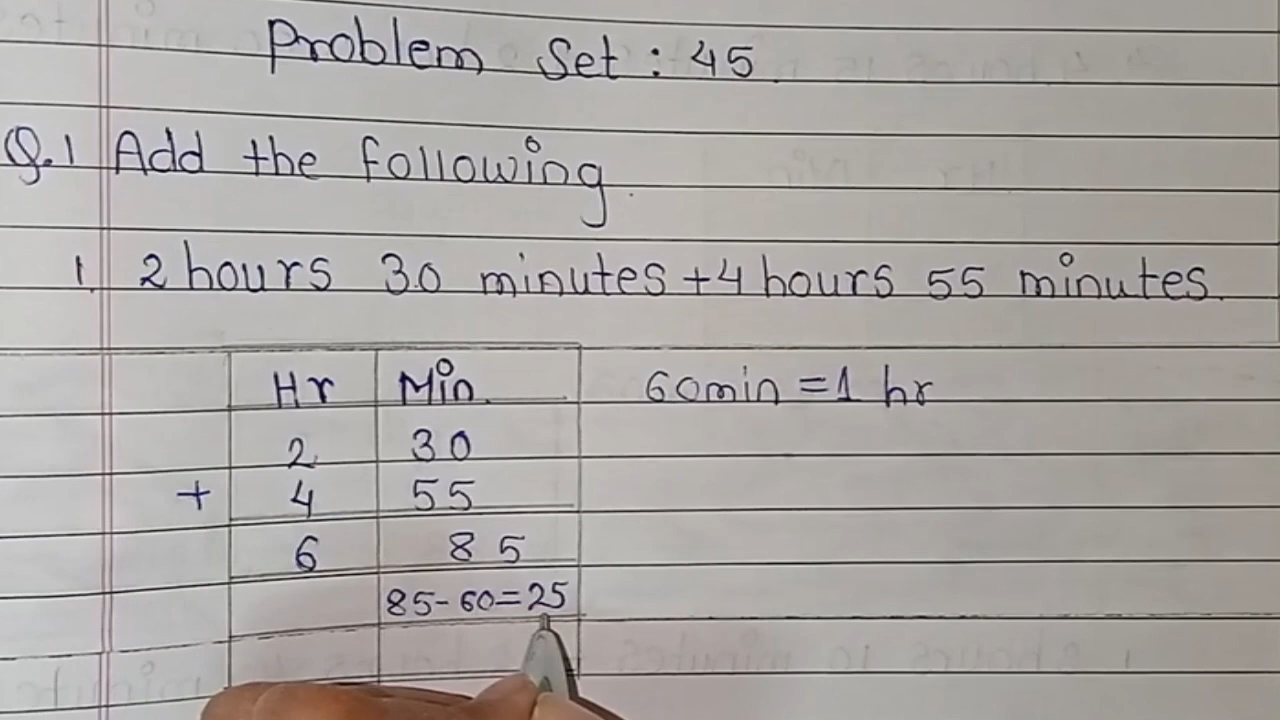 Problem Set : 45
Q.1 Add the following.
1. 2 hours 30 minutes + 4 hours 55 minutes.
Hr Min. 60min = 1 hr
2 30
+ 4 55
6 85
85-60=25